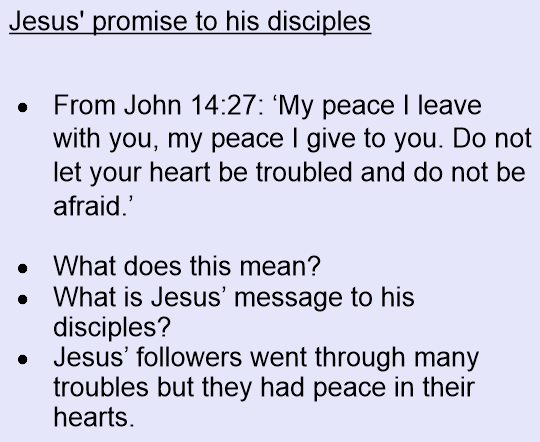 Jesus' promise to his disciples
• From John 14:27: ‘My peace I leave
with you, my peace I give to you. Do not
let your heart be troubled and do not be
afraid.’
• What does this mean?
• What is Jesus’ message to his
disciples?
• Jesus’ followers went through many
troubles but they had peace in their
hearts.